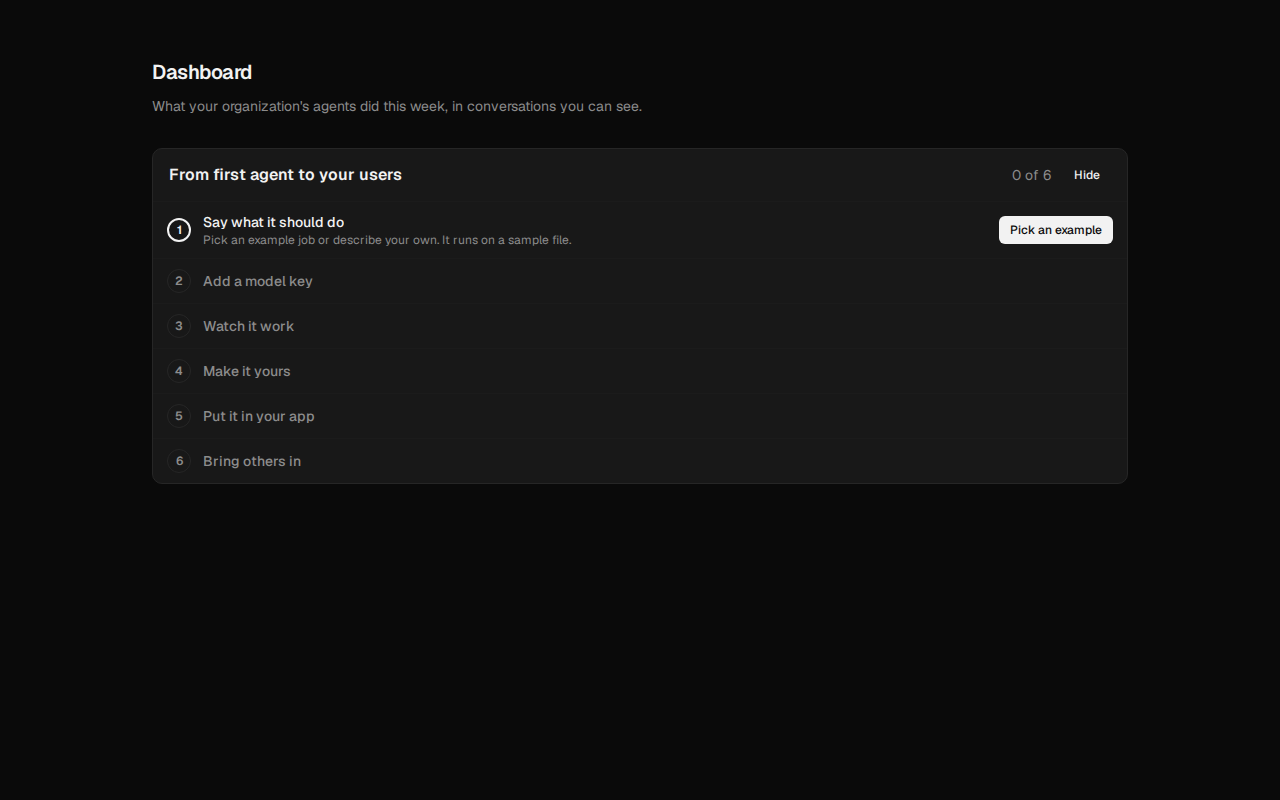 Dashboard
What your organization's agents did this week, in conversations you can see.
From first agent to your users
0 of 6
Hide
1
Say what it should do
Pick an example job or describe your own. It runs on a sample file.
Pick an example
2
Add a model key
3
Watch it work
4
Make it yours
5
Put it in your app
6
Bring others in